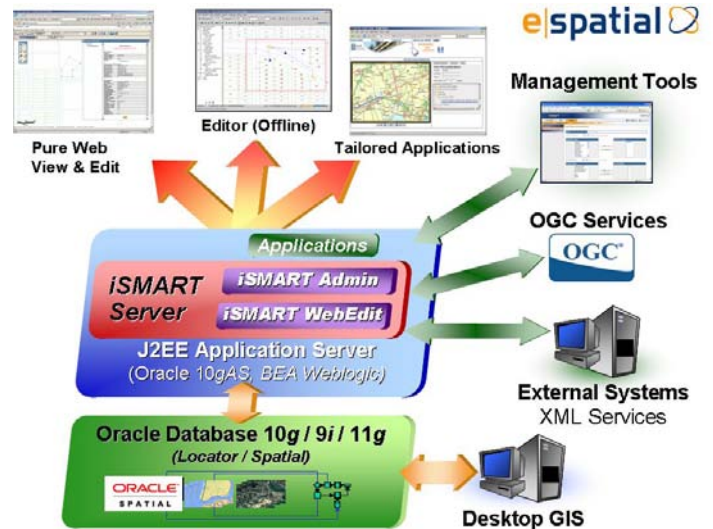 e|spatial
Management Tools
Pure Web
View & Edit
Editor (Offline)
Tailored Applications
OGC Services
OGC®
Applications
iSMART
Server
iSMART Admin
iSMART WebEdit
J2EE Application Server
(Oracle 10gAS, BEA Weblogic)
External Systems
XML Services
Oracle Database 10g / 9i / 11g
(Locator / Spatial)
ORACLE®
SPATIAL
Desktop GIS